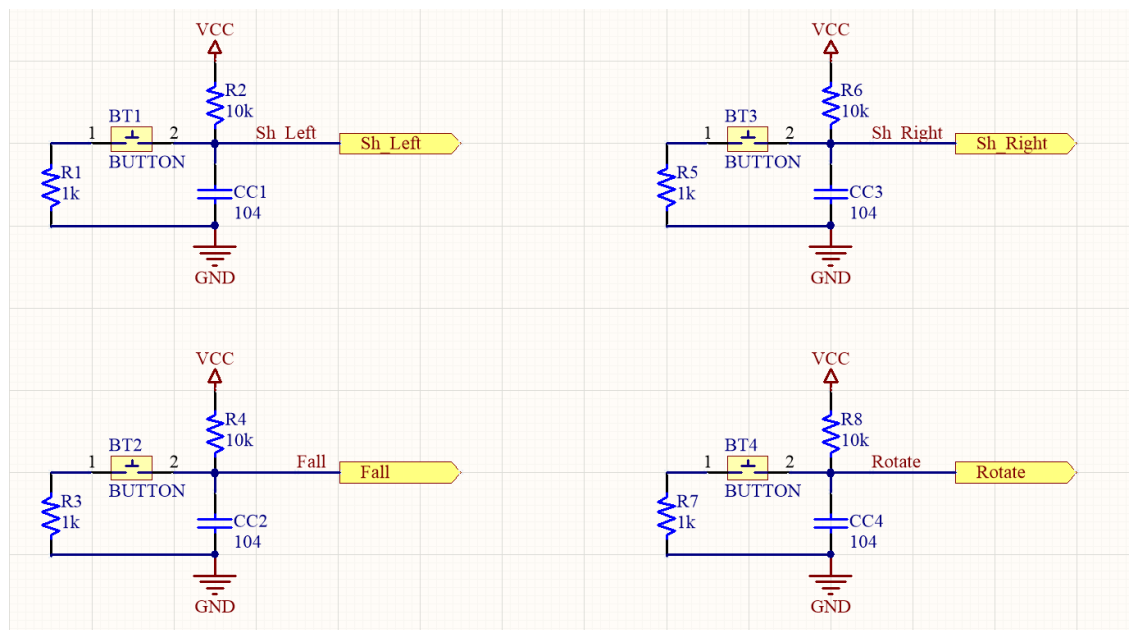 VCC
R2
10k
BT1
1
2
BUTTON
Sh_Left
Sh_Left
R1
1k
CC1
104
GND
VCC
R6
10k
BT3
1
2
BUTTON
Sh_Right
Sh_Right
R5
1k
CC3
104
GND
VCC
R4
10k
BT2
1
2
BUTTON
Fall
Fall
R3
1k
CC2
104
GND
VCC
R8
10k
BT4
1
2
BUTTON
Rotate
Rotate
R7
1k
CC4
104
GND